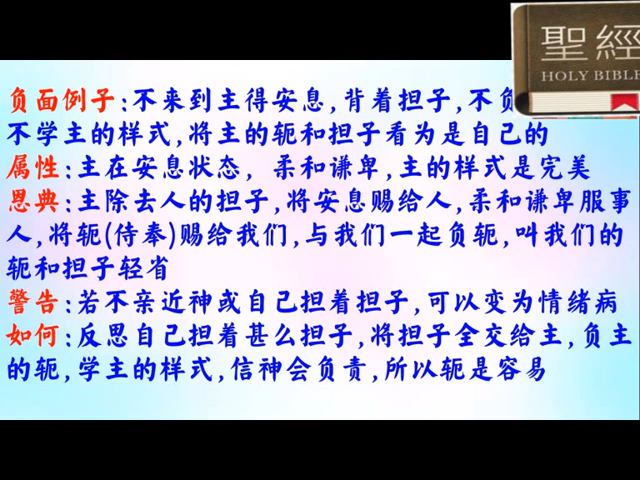 聖經
HOLY BIBLE
负面例子:不来到主得安息,背着担子,不负
不学主的样式,将主的轭和担子看为是自己的
属性:主在安息状态，柔和谦卑,主的样式是完美
恩典:主除去人的担子,将安息赐给人,柔和谦卑服事
人,将轭(侍奉)赐给我们,与我们一起负轭,叫我们的
轭和担子轻省
警告:若不亲近神或自己担着担子,可以变为情绪病
如何:反思自己担着甚么担子,将担子全交给主,负主
的轭,学主的样式,信神会负责,所以轭是容易